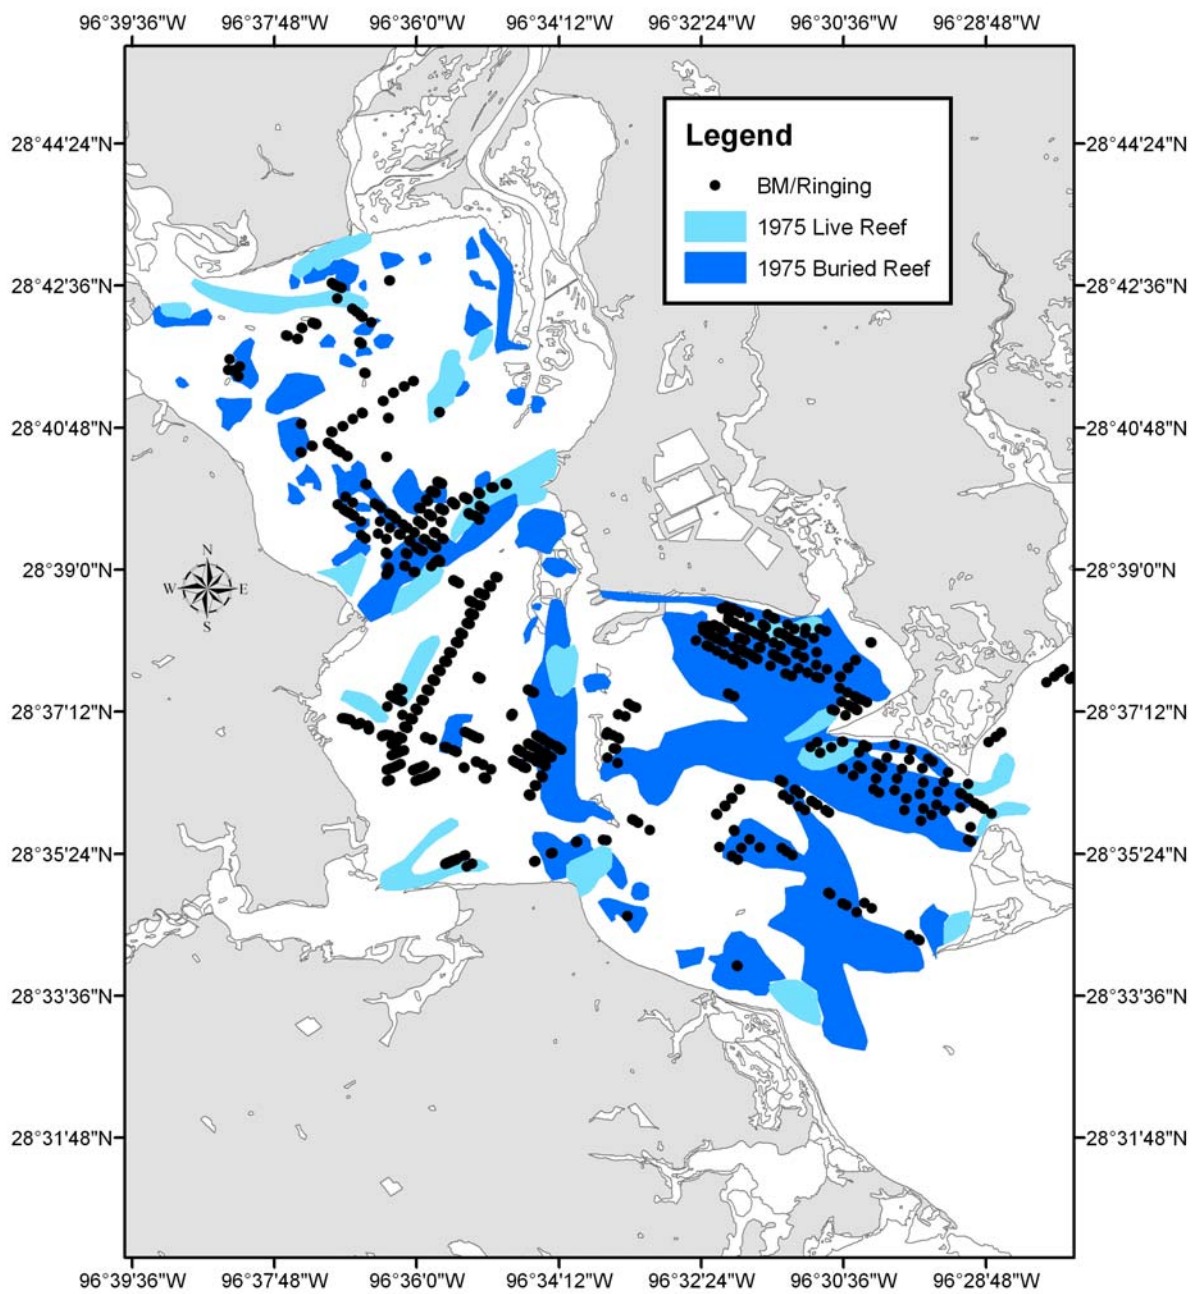 96°39'36"W 96°37'48"W 96°36'0"W 96°34'12"W 96°32'24"W 96°30'36"W 96°28'48"W
Legend
28°44'24"N 28°44'24"N
BM/Ringing
1975 Live Reef
1975 Buried Reef
28°42'36"N 28°42'36"N
28°40'48"N 28°40'48"N
N
28°39'0"N 28°39'0"N
W E
S
28°37'12"N 28°37'12"N
28°35'24"N 28°35'24"N
28°33'36"N 28°33'36"N
28°31'48"N 28°31'48"N
96°39'36"W 96°37'48"W 96°36'0"W 96°34'12"W 96°32'24"W 96°30'36"W 96°28'48"W